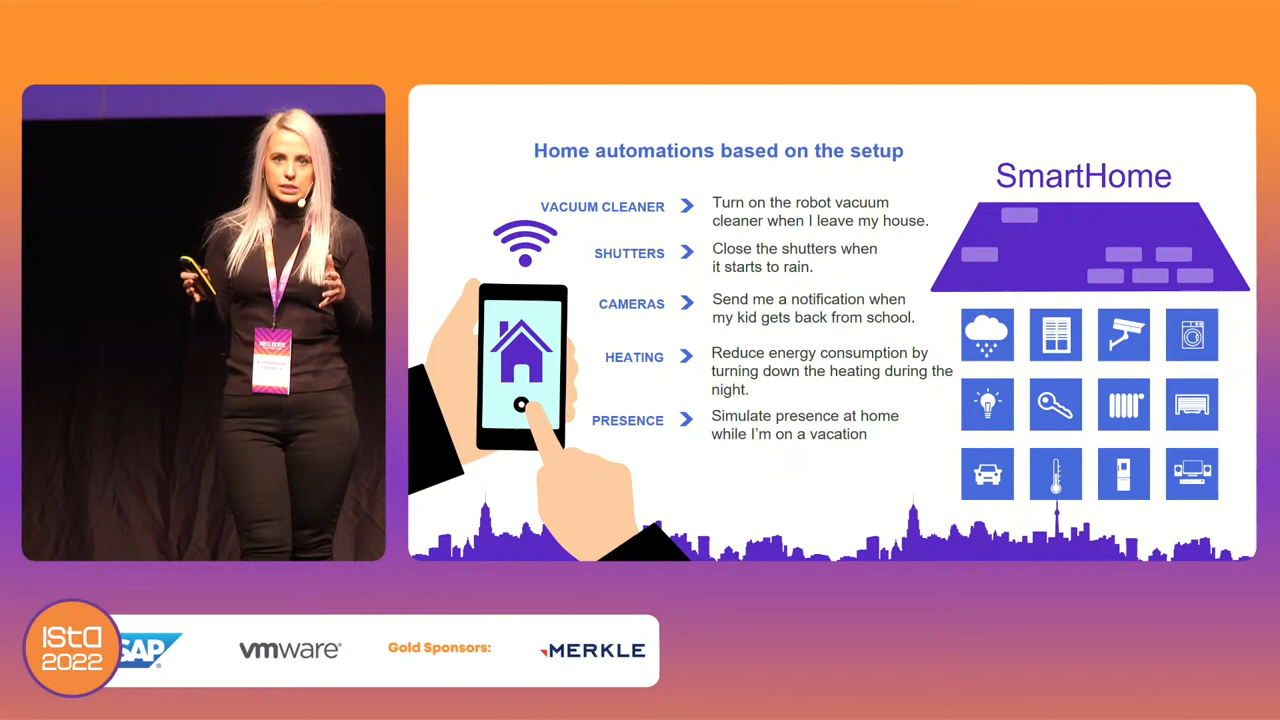 Home automations based on the setup
SmartHome
VACUUM CLEANER
Turn on the robot vacuum
cleaner when I leave my house.
SHUTTERS
Close the shutters when
it starts to rain.
CAMERAS
Send me a notification when
my kid gets back from school.
HEATING
Reduce energy consumption by
turning down the heating during the
night.
PRESENCE
Simulate presence at home
while I'm on a vacation
ISTA
2022
SAP
vmware®
Gold Sponsors:
MERKLE